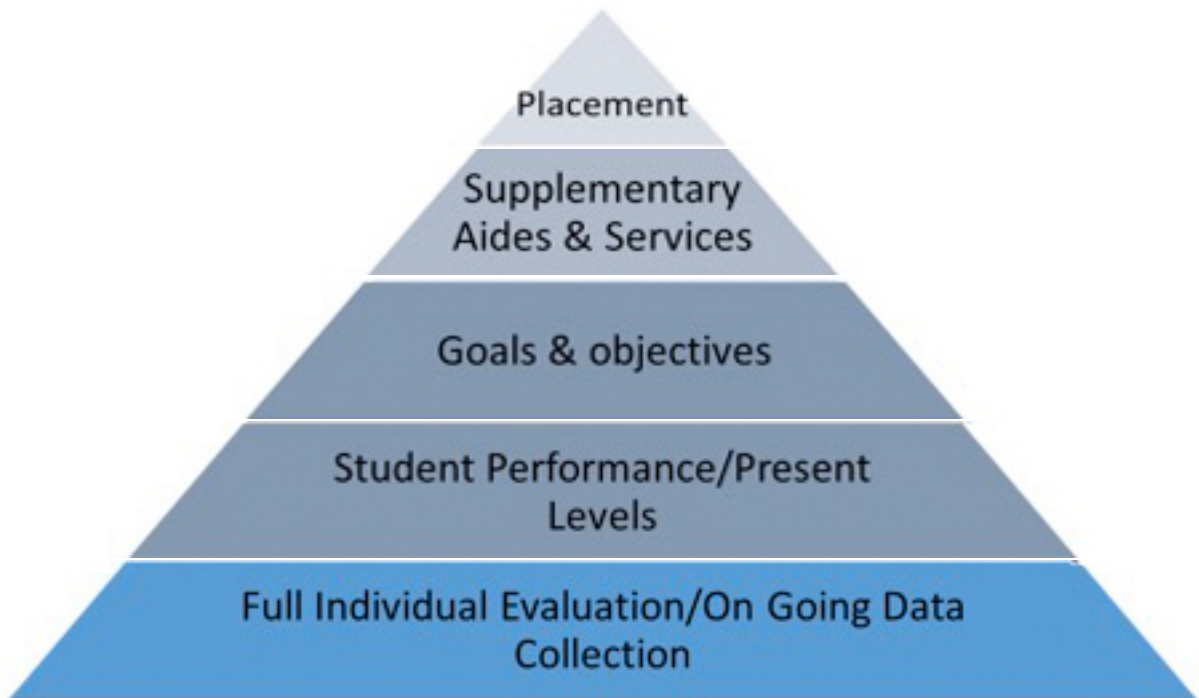 Placement
Supplementary
Aides & Services
Goals & objectives
Student Performance/Present
Levels
Full Individual Evaluation/On Going Data
Collection